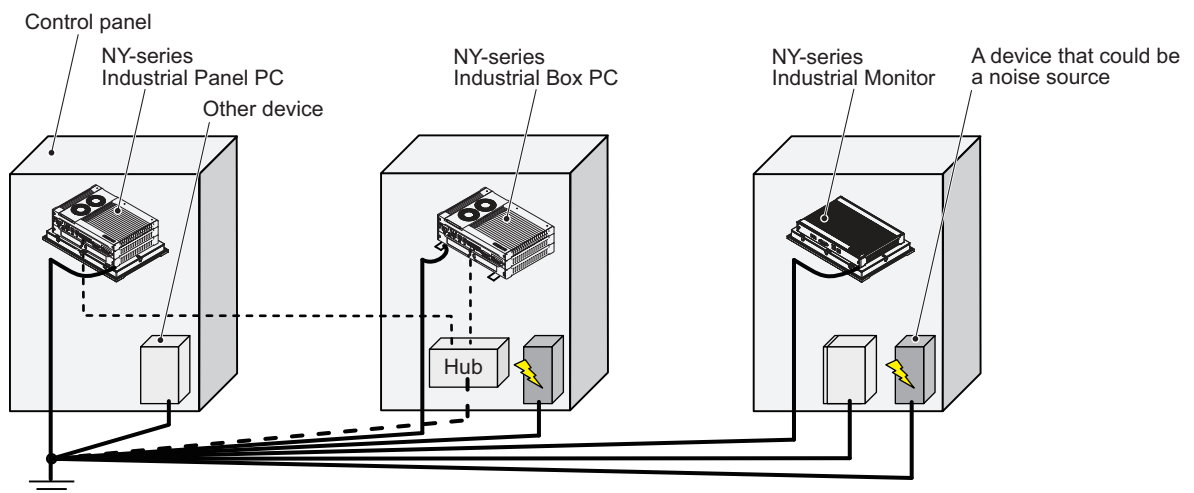 Control panel
NY-series
Industrial Panel PC
Other device
NY-series
Industrial Box PC
NY-series
Industrial Monitor
A device that could be
a noise source
Hub